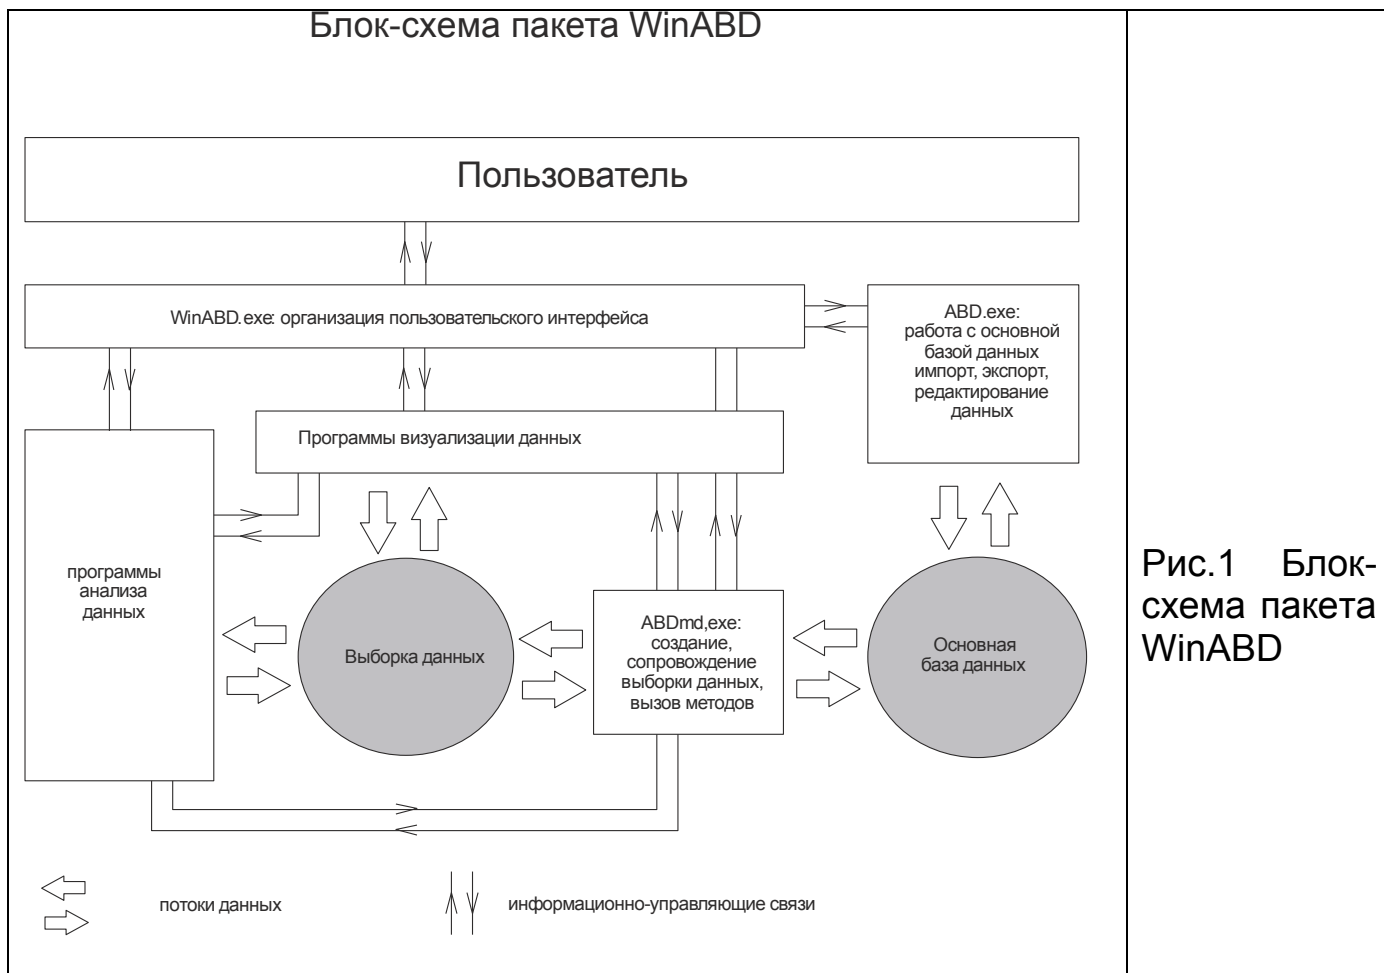 Блок-схема пакета WinABD
Пользователь
WinABD.exe: организация пользовательского интерфейса
ABD.exe:
работа с основной
базой данных
импорт, экспорт,
редактирование
данных
Программы визуализации данных
программы
анализа
данных
Выборка данных
ABDmd,exe:
создание,
сопровождение
выборки данных,
вызов методов
Основная
база данных
потоки данных
информационно-управляющие связи
Рис.1 Блок-
схема пакета
WinABD